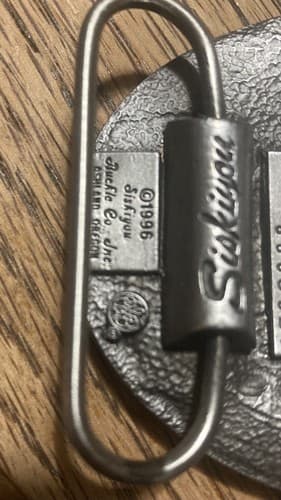 ©1996
Siskiyou
Buckle Co., Inc.
ASHLAND, OREGON
Siskiyou